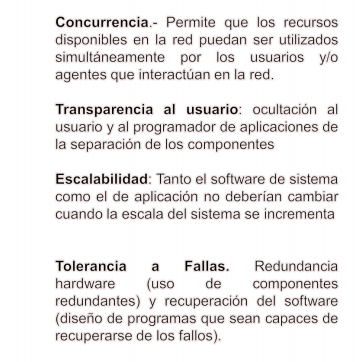 Concurrencia.- Permite que los recursos
disponibles en la red puedan ser utilizados
simultáneamente por los usuarios y/o
agentes que interactúan en la red.
Transparencia al usuario: ocultación al
usuario y al programador de aplicaciones de
la separación de los componentes
Escalabilidad: Tanto el software de sistema
como el de aplicación no deberían cambiar
cuando la escala del sistema se incrementa
Tolerancia a Fallas. Redundancia
hardware (uso de componentes
redundantes) y recuperación del software
(diseño de programas que sean capaces de
recuperarse de los fallos).